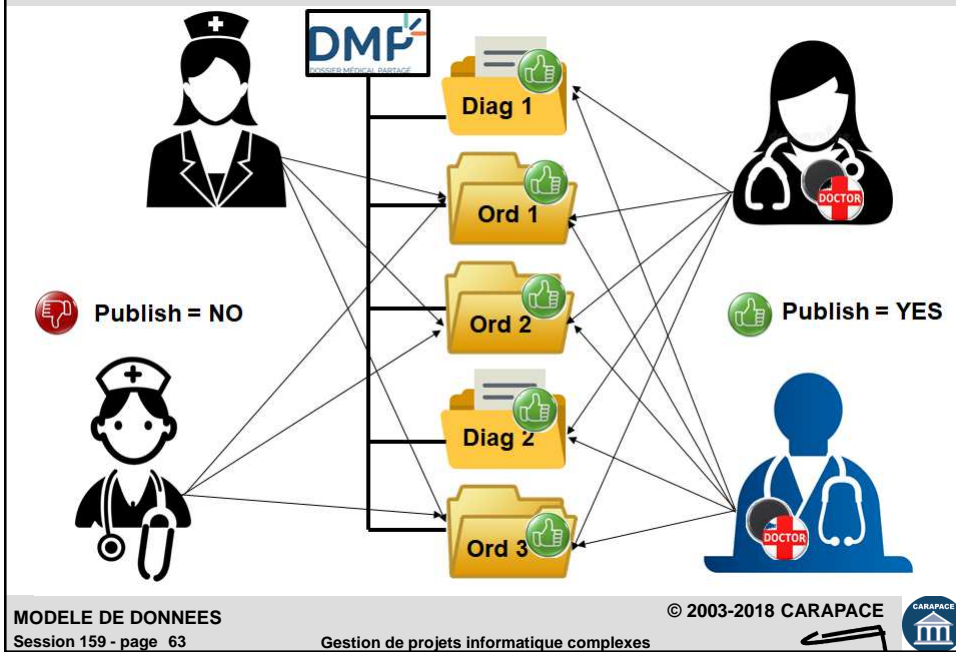 DMP
DOSSIER MÉDICAL PARTAGÉ
Diag 1
Ord 1
Ord 2
Diag 2
Ord 3
DOCTOR
DOCTOR
Publish = NO
Publish = YES
MODELE DE DONNEES
Session 159 - page 63
Gestion de projets informatique complexes
© 2003-2018 CARAPACE
CARAPACE